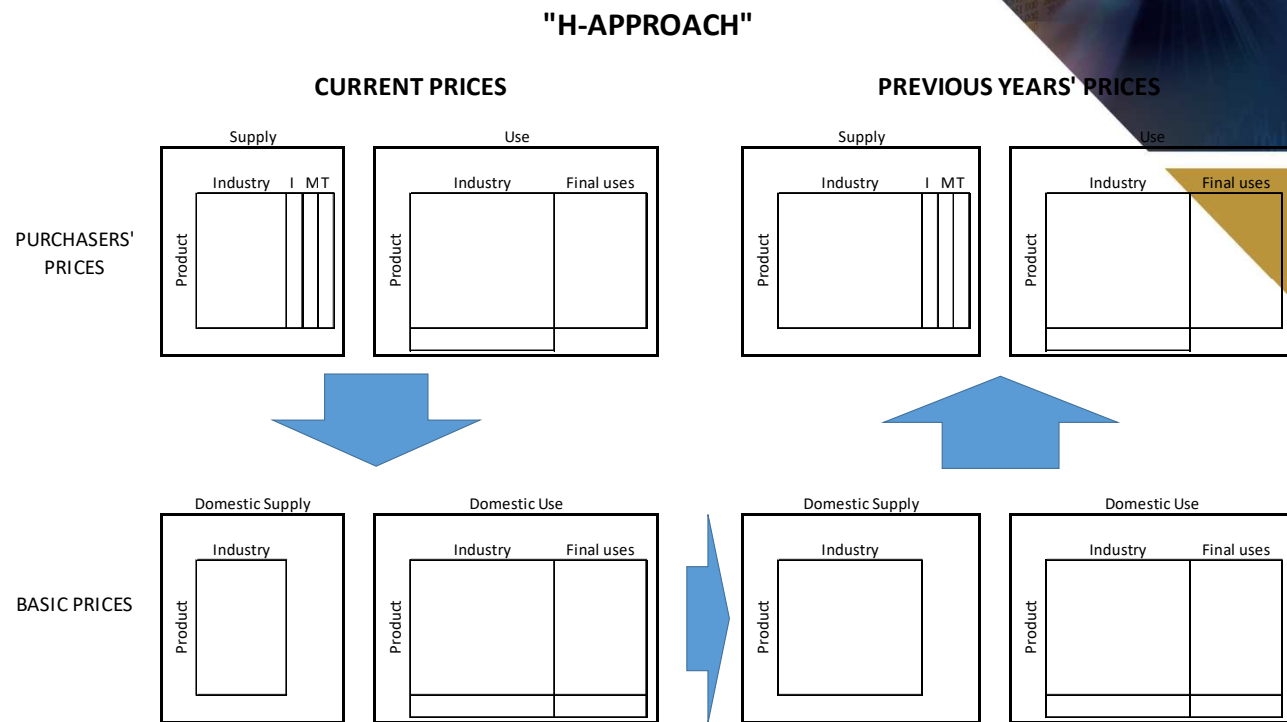 "H-APPROACH"
CURRENT PRICES
PREVIOUS YEARS' PRICES
Supply
Use
Supply
Use
Industry I M T
Industry Final uses
Industry I M T
Industry Final uses
PURCHASERS'
PRICES
Product
Product
Product
Product
Domestic Supply
Domestic Use
Domestic Supply
Domestic Use
Industry
Industry Final uses
Industry
Industry Final uses
BASIC PRICES
Product
Product
Product
Product